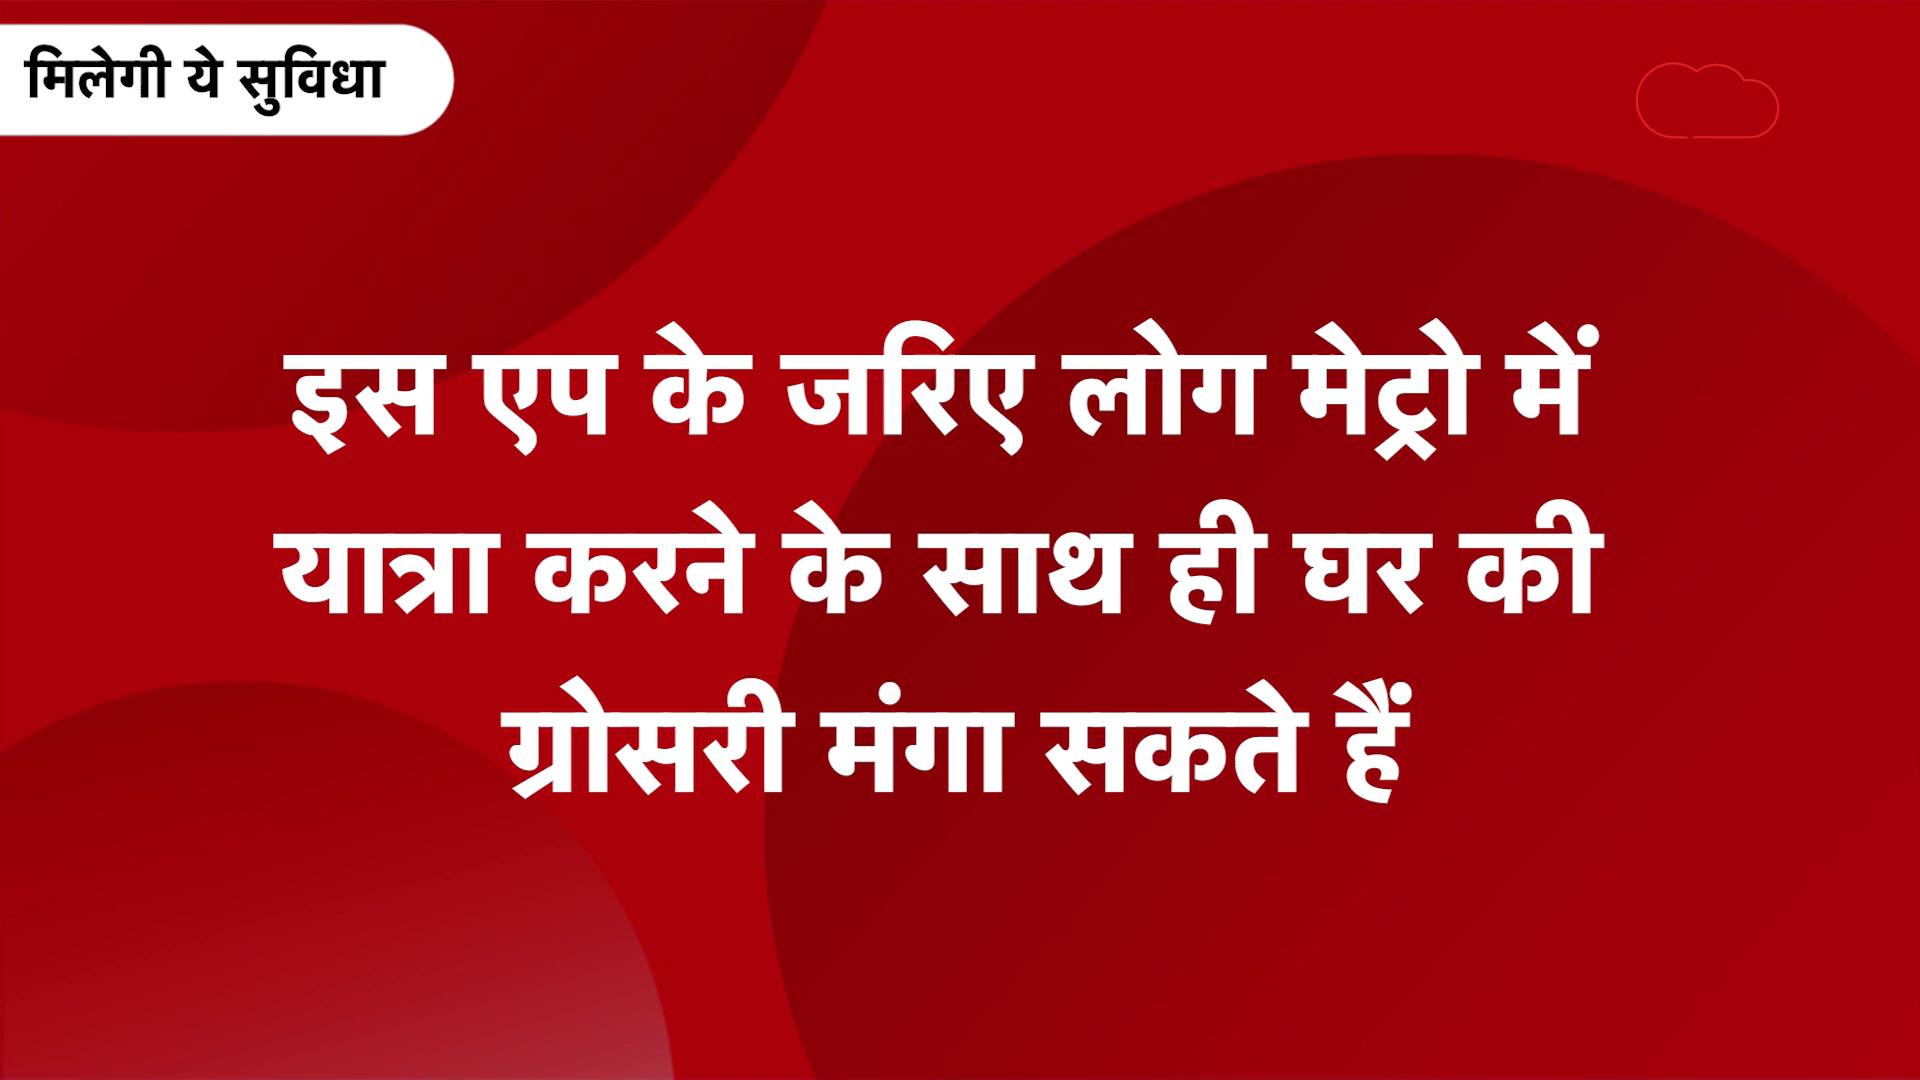 मिलेगी ये सुविधा
इस एप के जरिए लोग मेट्रो में
यात्रा करने के साथ ही घर की
ग्रोसरी मंगा सकते हैं